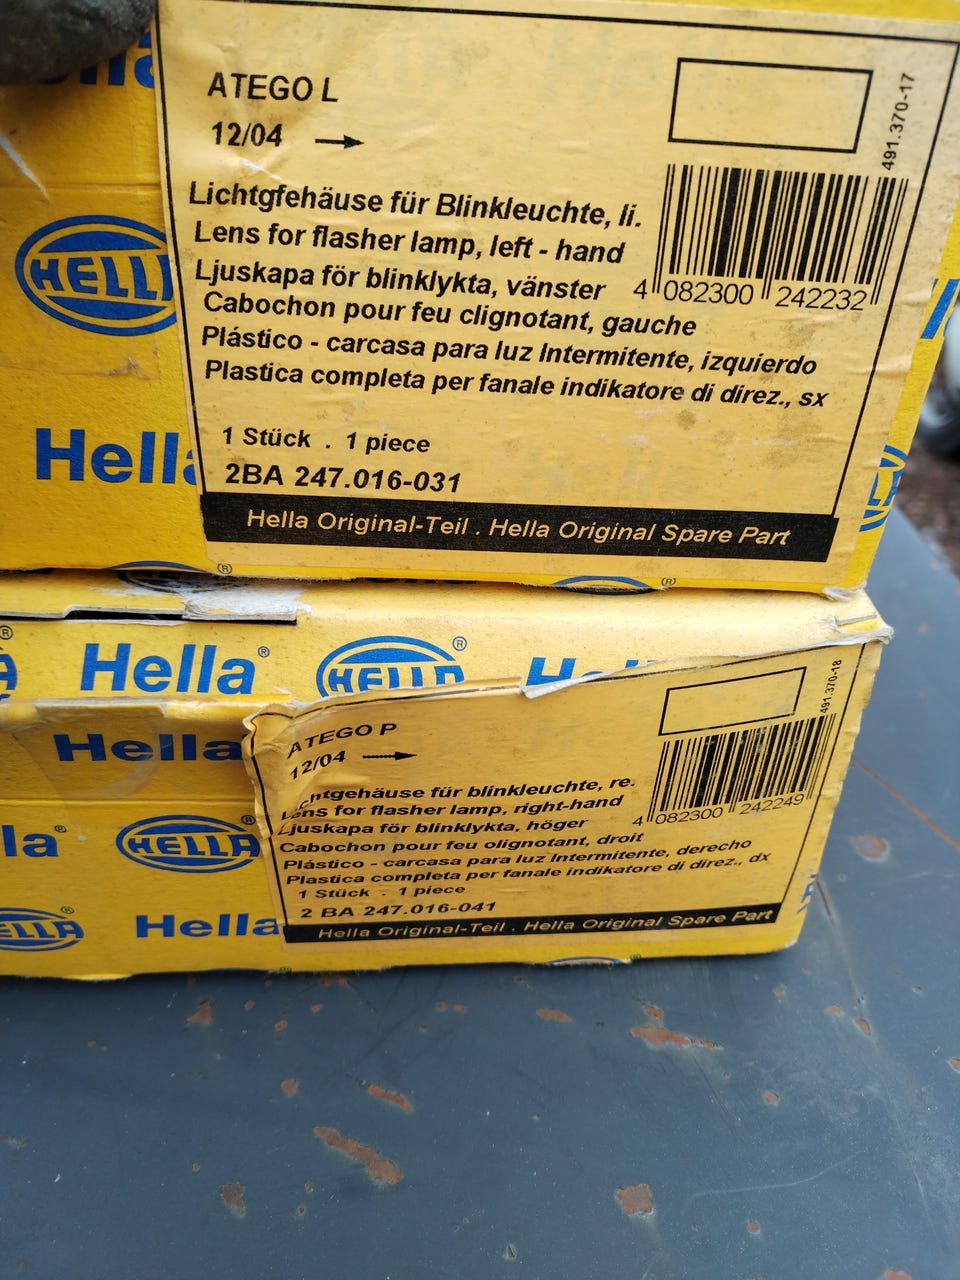 ATEGO L
12/04 →
491.370-17
Lichtgfehäuse für Blinkleuchte, li.
Lens for flasher lamp, left - hand
Ljuskapa för blinklykta, vänster
Cabochon pour feu clignotant, gauche
Plástico - carcasa para luz Intermitente, izquierdo
Plastica completa per fanale indikatore di direz., sx
4 082300 242232
1 Stück . 1 piece
2BA 247.016-031
Hella Original-Teil . Hella Original Spare Part
HELLA
Hella
Hella®
HELLA®
Hella
ATEGO P
12/04 →
491.370-18
Lichtgehäuse für blinkleuchte, re.
Lens for flasher lamp, right-hand
Ljuskapa för blinklykta, höger
Cabochon pour feu olignotant, droit
Plástico - carcasa para luz Intermitente, derecho
Plastica completa per fanale indikatore di direz., dx
4 082300 242249
1 Stück . 1 piece
2 BA 247.016-041
Hella Original-Teil . Hella Original Spare Part
lla®
HELLA®
ELLA®
Hella